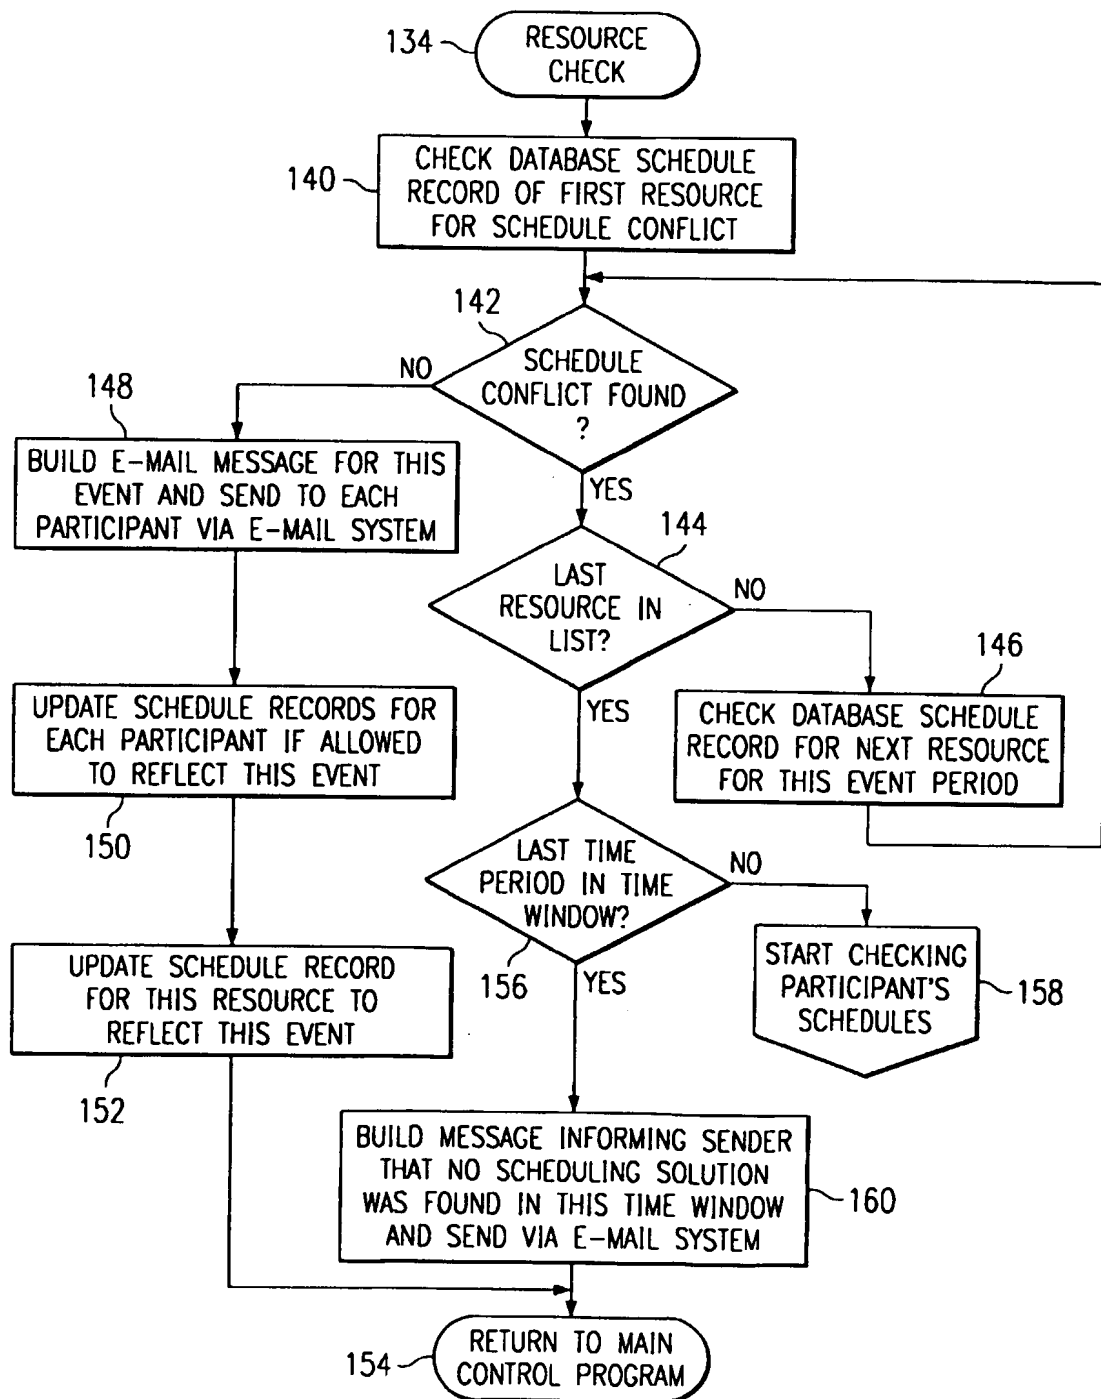 134
RESOURCE
CHECK
140
CHECK DATABASE SCHEDULE
RECORD OF FIRST RESOURCE
FOR SCHEDULE CONFLICT
142
SCHEDULE
CONFLICT FOUND
?
NO
YES
148
BUILD E-MAIL MESSAGE FOR THIS
EVENT AND SEND TO EACH
PARTICIPANT VIA E-MAIL SYSTEM
144
LAST
RESOURCE IN
LIST?
NO
YES
146
CHECK DATABASE SCHEDULE
RECORD FOR NEXT RESOURCE
FOR THIS EVENT PERIOD
UPDATE SCHEDULE RECORDS FOR
EACH PARTICIPANT IF ALLOWED
TO REFLECT THIS EVENT
150
LAST TIME
PERIOD IN TIME
WINDOW?
NO
156
YES
START CHECKING
PARTICIPANT'S
SCHEDULES
158
UPDATE SCHEDULE RECORD
FOR THIS RESOURCE TO
REFLECT THIS EVENT
152
BUILD MESSAGE INFORMING SENDER
THAT NO SCHEDULING SOLUTION
WAS FOUND IN THIS TIME WINDOW
AND SEND VIA E-MAIL SYSTEM
160
154
RETURN TO MAIN
CONTROL PROGRAM